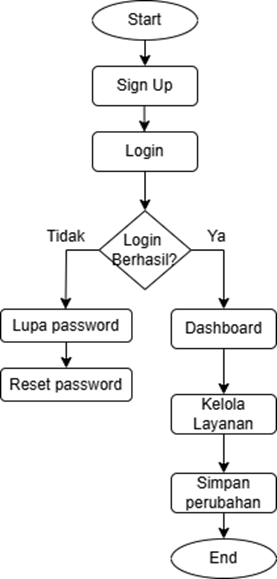 Start
Sign Up
Login
Login
Berhasil?
Tidak
Ya
Lupa password
Reset password
Dashboard
Kelola
Layanan
Simpan
perubahan
End